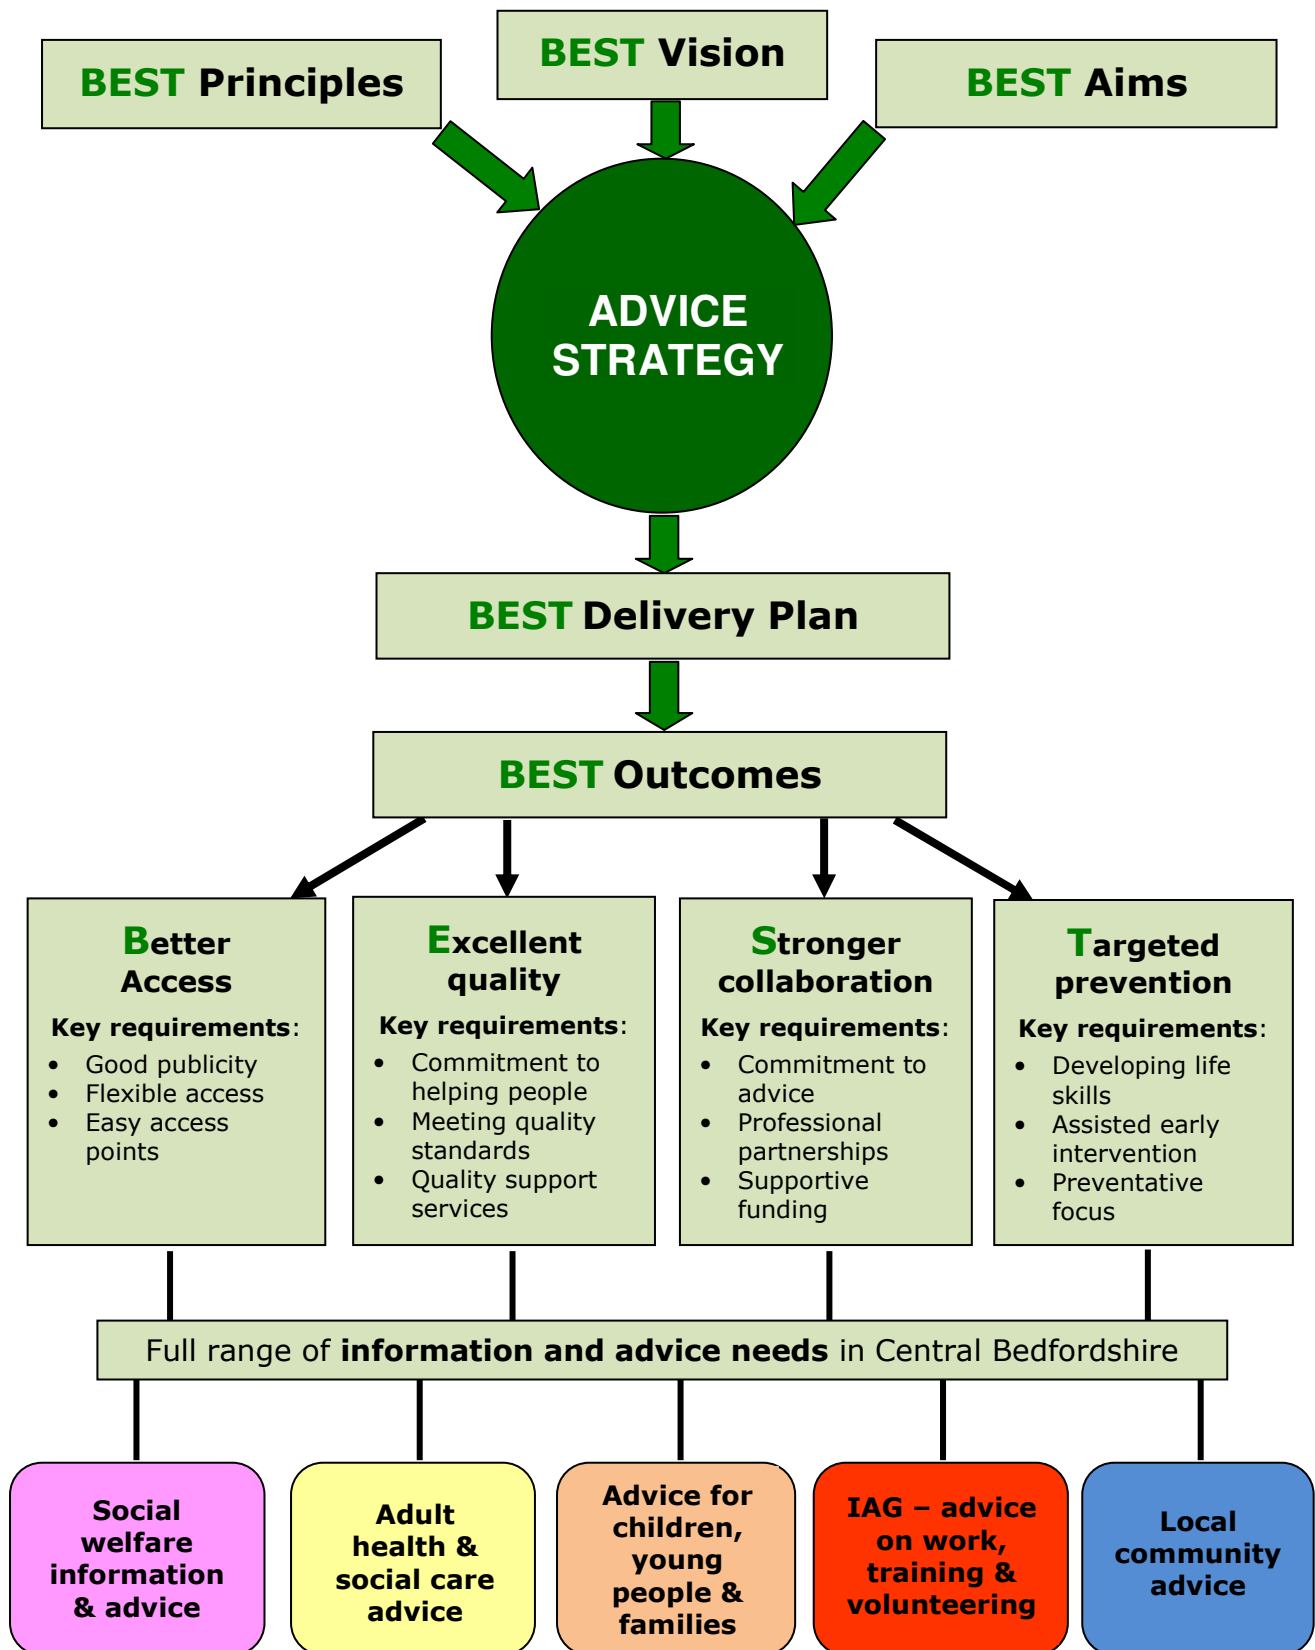 BEST Principles
BEST Vision
BEST Aims
ADVICE
STRATEGY
BEST Delivery Plan
BEST Outcomes
Better
Access
Key requirements:
• Good publicity
• Flexible access
• Easy access
points
Excellent
quality
Key requirements:
• Commitment to
helping people
• Meeting quality
standards
• Quality support
services
Stronger
collaboration
Key requirements:
• Commitment to
advice
• Professional
partnerships
• Supportive
funding
Targeted
prevention
Key requirements:
• Developing life
skills
• Assisted early
intervention
• Preventative
focus
Full range of information and advice needs in Central Bedfordshire
Social
welfare
information
& advice
Adult
health &
social care
advice
Advice for
children,
young
people &
families
IAG – advice
on work,
training &
volunteering
Local
community
advice